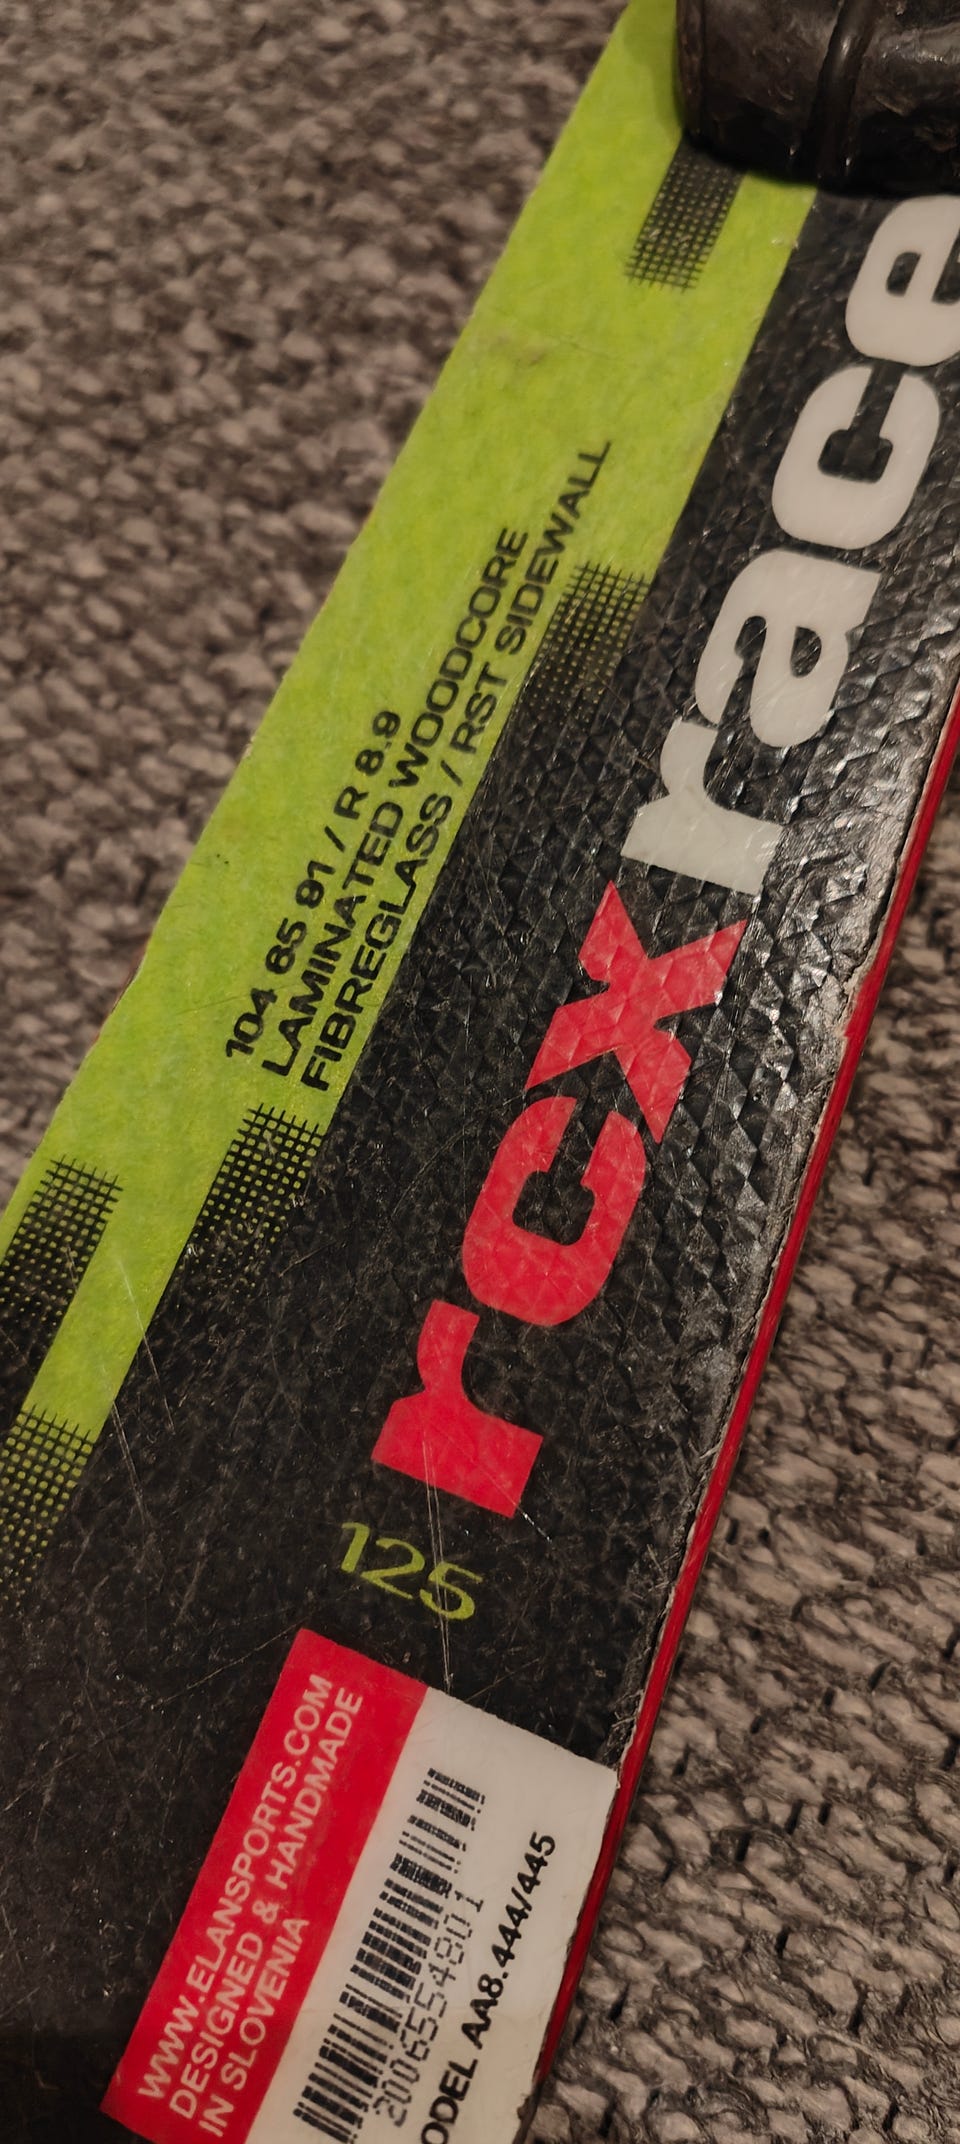 104 65 91 / R 8.9
LAMINATED WOODCORE
FIBREGLASS / RST SIDEWALL
rcx race
125
WWW.ELANSPORTS.COM
DESIGNED & HANDMADE
IN SLOVENIA
2006554801
ODEL AA8.444/445